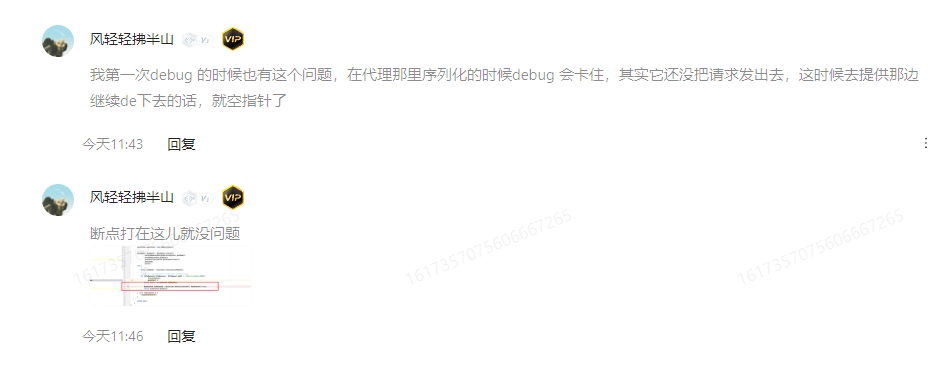 风轻轻拂半山 V1 VIP
我第一次debug 的时候也有这个问题，在代理那里序列化的时候debug 会卡住，其实它还没把请求发出去，这时候去提供那边
继续de下去的话，就空指针了
今天11:43 回复
风轻轻拂半山 V1 VIP
断点打在这儿就没问题
1617357075606667265 1617357075606667265 1617357075606667265
今天11:46 回复